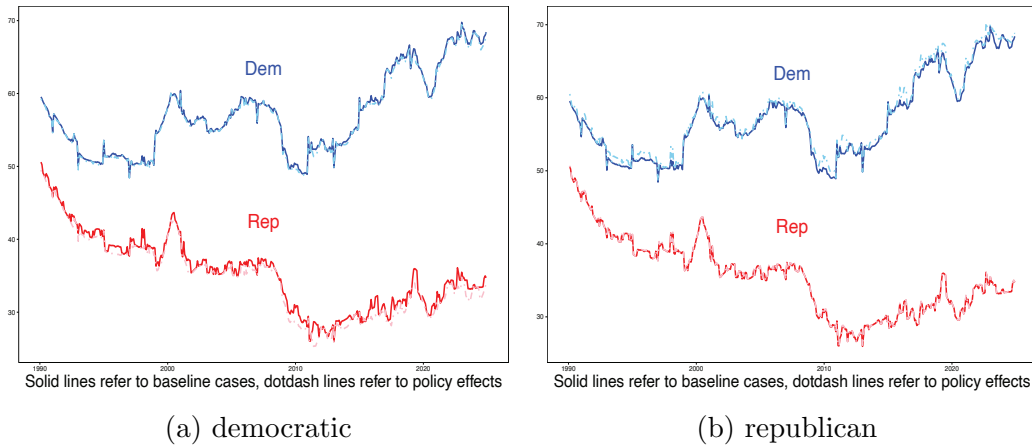 70
60
50
40
30
Dem
Rep
1990
2000
2010
2020
Solid lines refer to baseline cases, dotdash lines refer to policy effects
(a) democratic
70
60
50
40
30
Dem
Rep
1990
2000
2010
2020
Solid lines refer to baseline cases, dotdash lines refer to policy effects
(b) republican